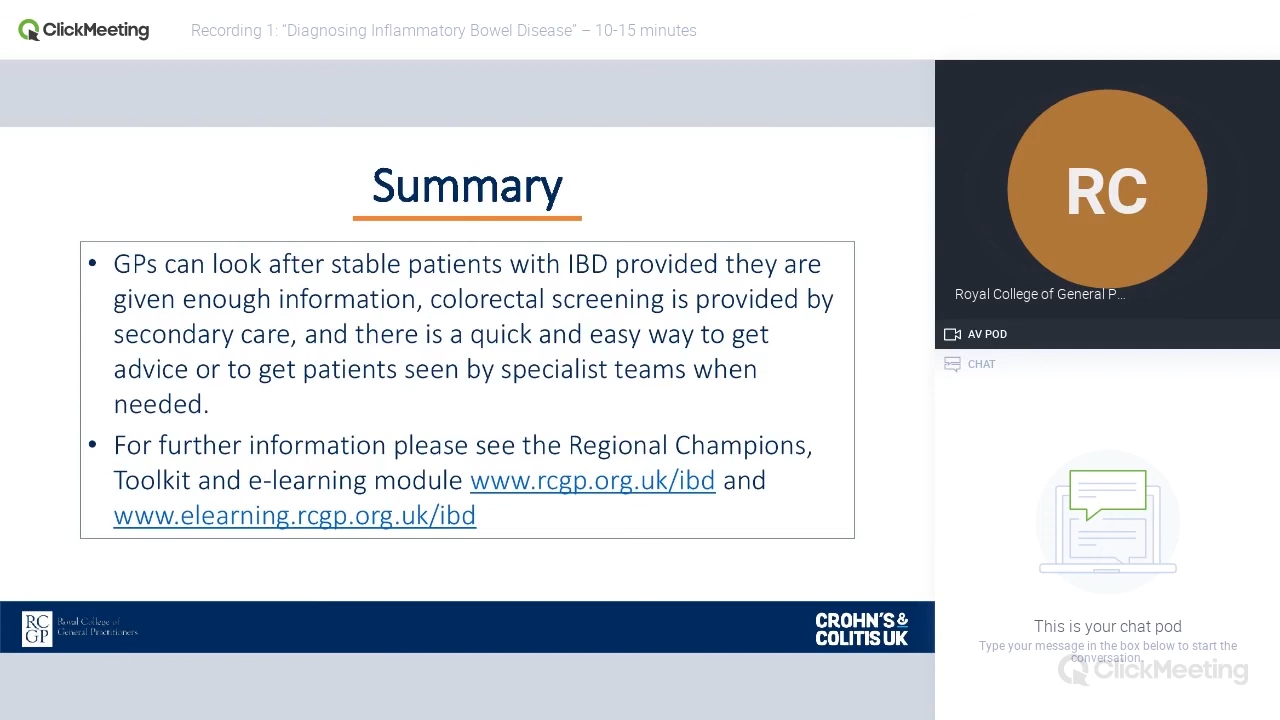 ClickMeeting
Recording 1: “Diagnosing Inflammatory Bowel Disease” – 10-15 minutes
Summary
• GPs can look after stable patients with IBD provided they are
given enough information, colorectal screening is provided by
secondary care, and there is a quick and easy way to get
advice or to get patients seen by specialist teams when
needed.
• For further information please see the Regional Champions,
Toolkit and e-learning module www.rcgp.org.uk/ibd and
www.elearning.rcgp.org.uk/ibd
RC
GP
Royal College of
General Practitioners
CROHN'S &
COLITIS UK
RC
Royal College of General P...
AV POD
CHAT
This is your chat pod
Type your message in the box below to start the
conversation.
ClickMeeting